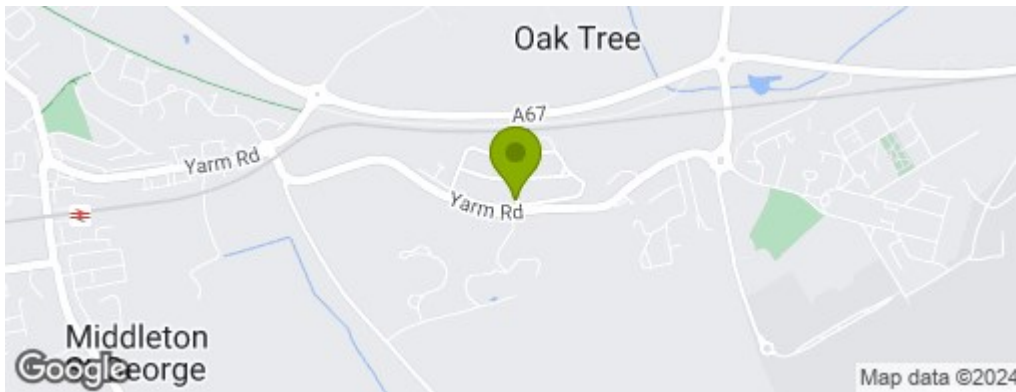 Oak Tree
A67
Yarm Rd
Yarm Rd
Middleton
George
Google
Map data ©2024